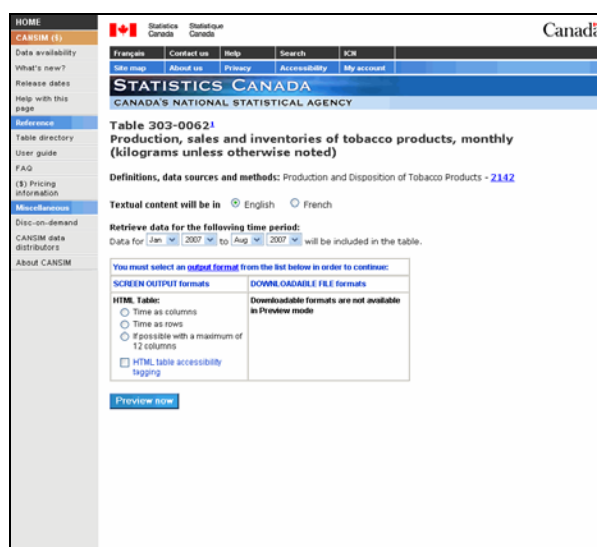 HOME
CANSIM ($)
Data availability
What's new?
Release dates
Help with this
page
Reference
Table directory
User guide
FAQ
($) Pricing
information
Miscellaneous
Disc-on-demand
CANSIM data
distributors
About CANSIM
Statistics Statistique
Canada Canada
Canada
Français Contact us Help Search ICN
Site map About us Privacy Accessibility My account
STATISTICS CANADA
CANADA'S NATIONAL STATISTICAL AGENCY
Table 303-0062¹
Production, sales and inventories of tobacco products, monthly
(kilograms unless otherwise noted)
Definitions, data sources and methods: Production and Disposition of Tobacco Products - 2142
Textual content will be in English French
Retrieve data for the following time period:
Data for Jan 2007 to Aug 2007 will be included in the table.
You must select an output format from the list below in order to continue:
SCREEN OUTPUT formats DOWNLOADABLE FILE formats
HTML Table: Downloadable formats are not available
in Preview mode
Time as columns
Time as rows
If possible with a maximum of
12 columns
HTML table accessibility
tagging
Preview now